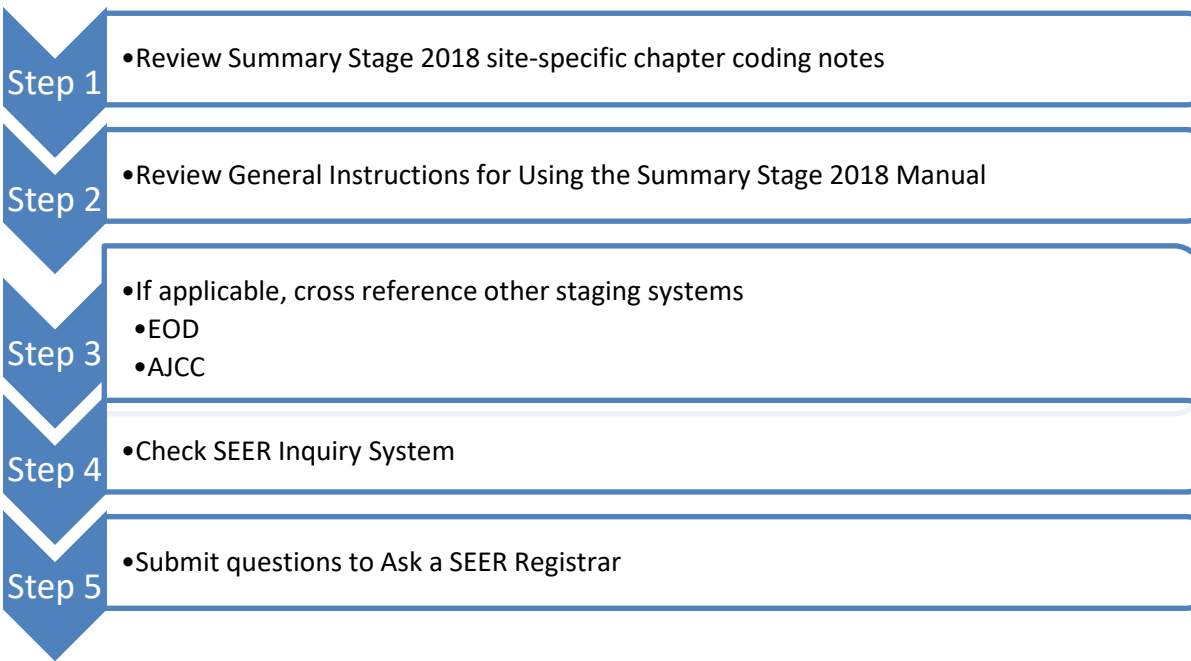 Step 1
•Review Summary Stage 2018 site-specific chapter coding notes
Step 2
•Review General Instructions for Using the Summary Stage 2018 Manual
Step 3
•If applicable, cross reference other staging systems
•EOD
•AJCC
Step 4
•Check SEER Inquiry System
Step 5
•Submit questions to Ask a SEER Registrar